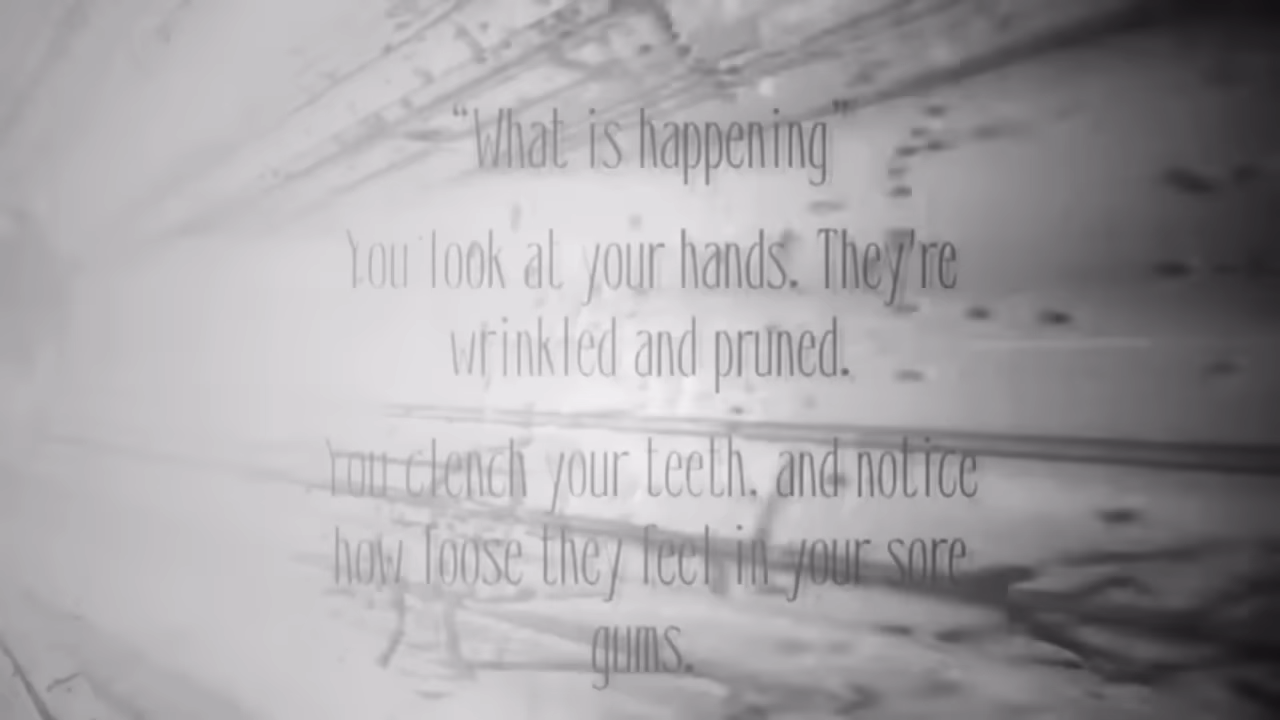 “What is happening”
You look at your hands. They're
wrinkled and pruned.
You clench your teeth, and notice
how loose they feel in your sore
gums.